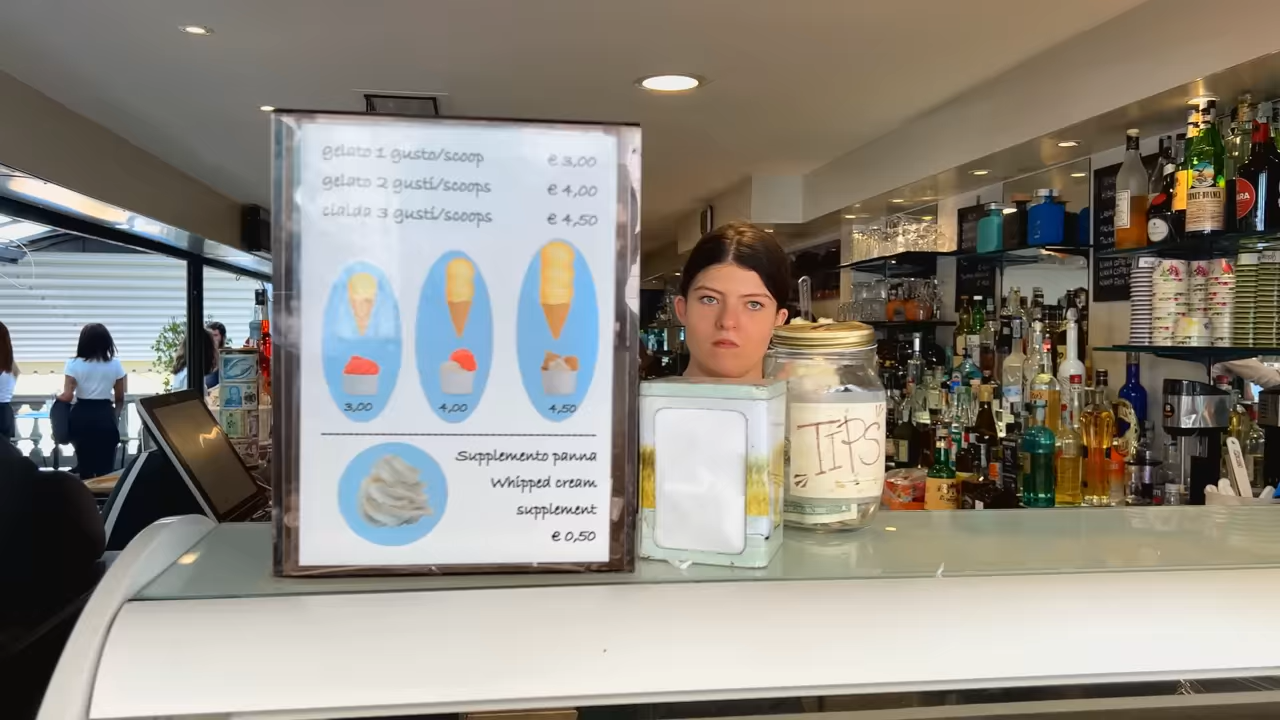 gelato 1 gusto/scoop € 3,00
gelato 2 gusti/scoops € 4,00
cialda 3 gusti/scoops € 4,50
3,00 4,00 4,50
Supplemento panna
Whipped cream
supplement
€ 0,50
TIPS